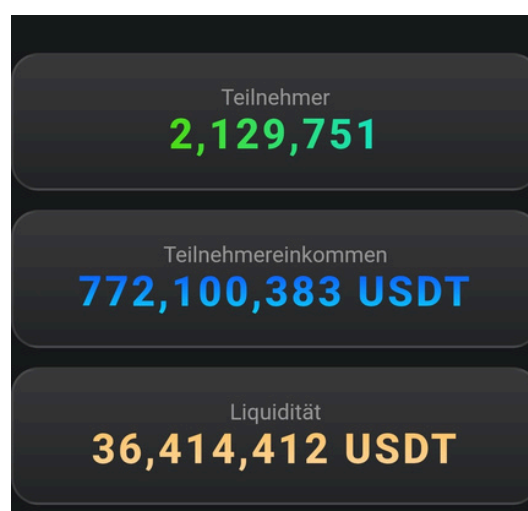 Teilnehmer
2,129,751
Teilnehmereinkommen
772,100,383 USDT
Liquidität
36,414,412 USDT